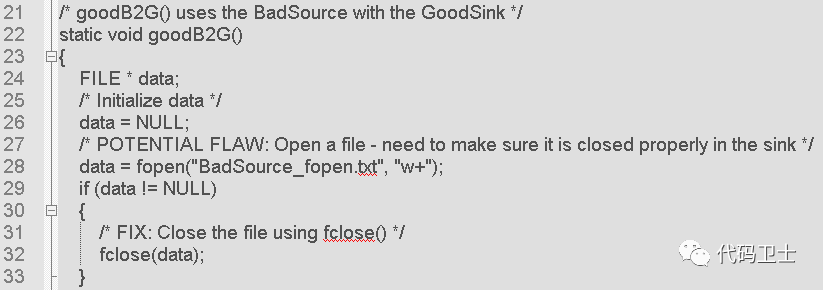 21 /* goodB2G() uses the BadSource with the GoodSink */
22 static void goodB2G()
23 {
24 FILE * data;
25 /* Initialize data */
26 data = NULL;
27 /* POTENTIAL FLAW: Open a file - need to make sure it is closed properly in the sink */
28 data = fopen("BadSource_fopen.txt", "w+");
29 if (data != NULL)
30 {
31 /* FIX: Close the file using fclose() */
32 fclose(data);
33 }
代码卫士